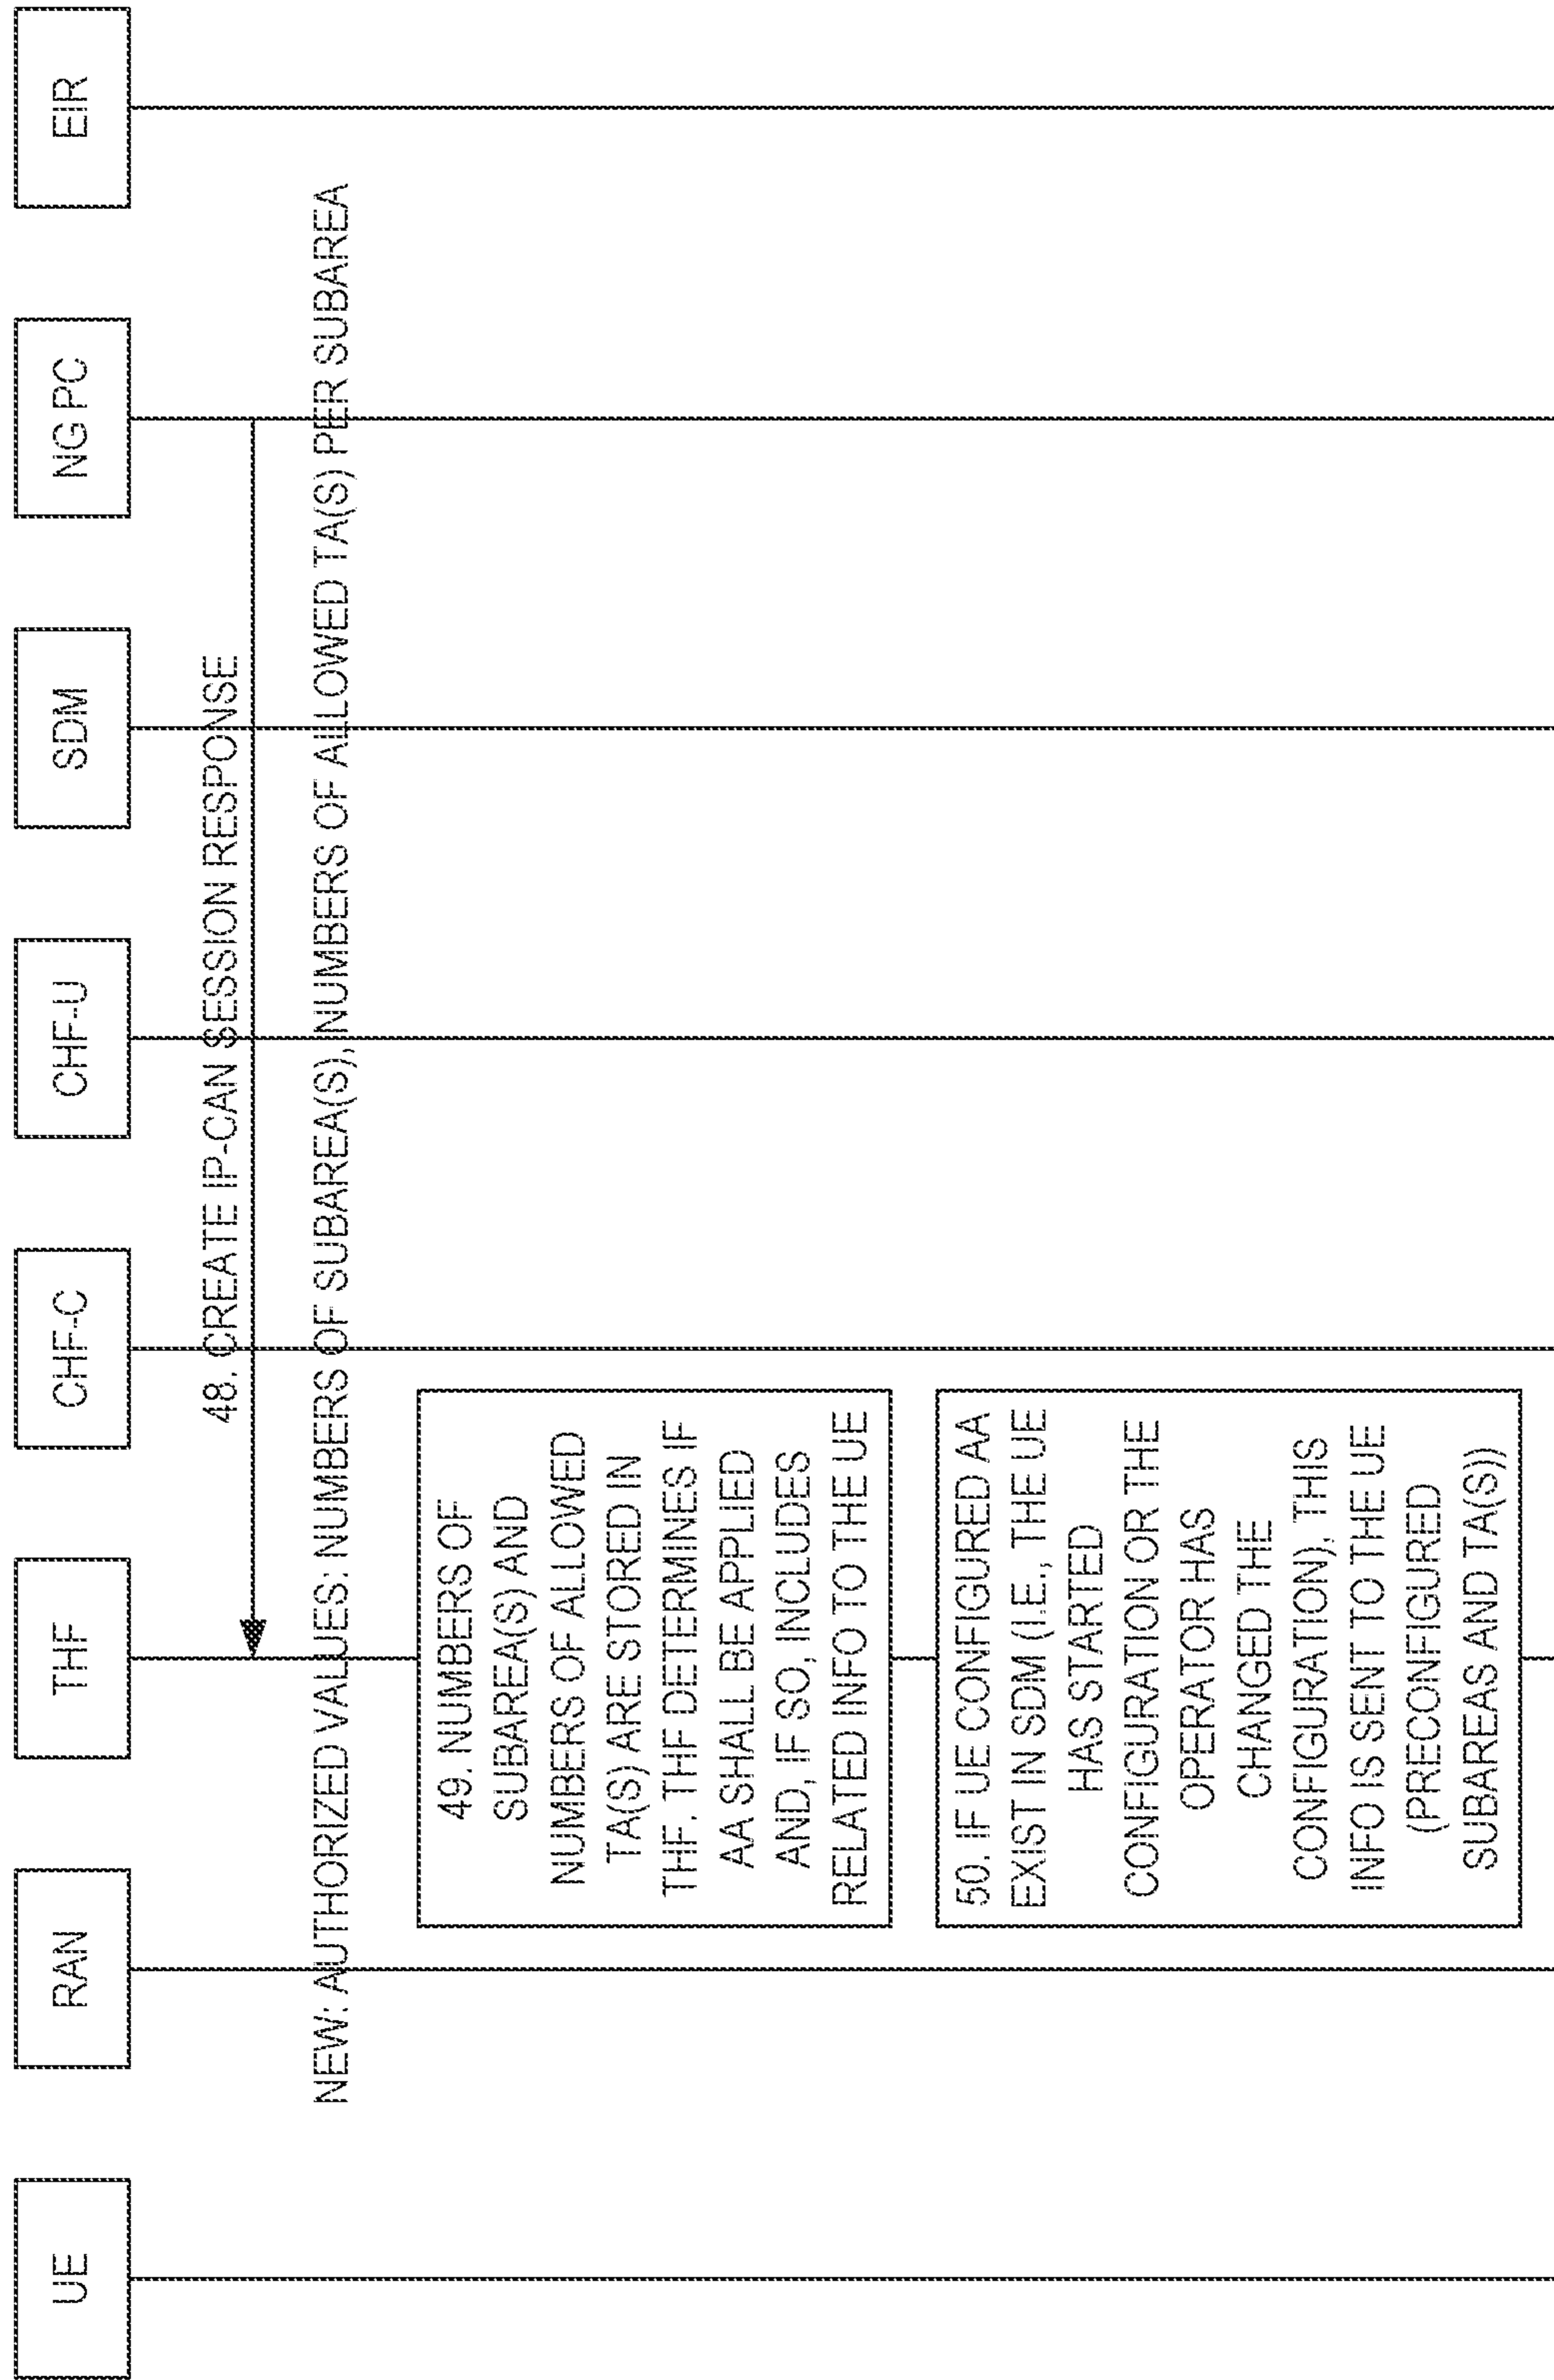 UE
RAN
THF
CHF-C
CHF-U
SDM
NG PC
EIR
48. CREATE IP-CAN SESSION RESPONSE
NEW: AUTHORIZED VALUES: NUMBERS OF SUBAREA(S), NUMBERS OF ALLOWED TA(S) PER SUBAREA
49. NUMBERS OF
SUBAREA(S) AND
NUMBERS OF ALLOWED
TA(S) ARE STORED IN
THF. THF DETERMINES IF
AA SHALL BE APPLIED
AND, IF SO, INCLUDES
RELATED INFO TO THE UE
50. IF UE CONFIGURED AA
EXIST IN SDM (I.E., THE UE
HAS STARTED
CONFIGURATION OR THE
OPERATOR HAS
CHANGED THE
CONFIGURATION), THIS
INFO IS SENT TO THE UE
(PRECONFIGURED
SUBAREAS AND TA(S))